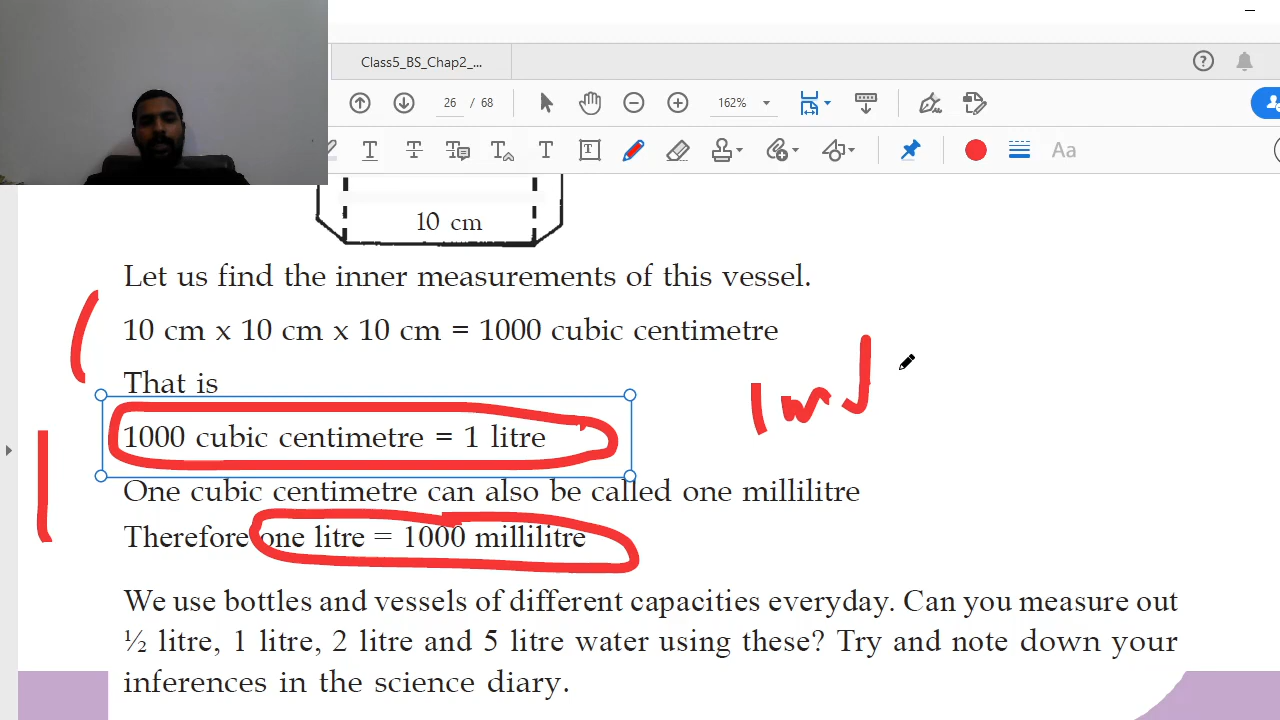 Class5_BS_Chap2_...
26 / 68
162%
T T T T T T Aa
10 cm
Let us find the inner measurements of this vessel.
10 cm x 10 cm x 10 cm = 1000 cubic centimetre
That is
1000 cubic centimetre = 1 litre
1 ml
One cubic centimetre can also be called one millilitre
Therefore one litre = 1000 millilitre
We use bottles and vessels of different capacities everyday. Can you measure out
½ litre, 1 litre, 2 litre and 5 litre water using these? Try and note down your
inferences in the science diary.